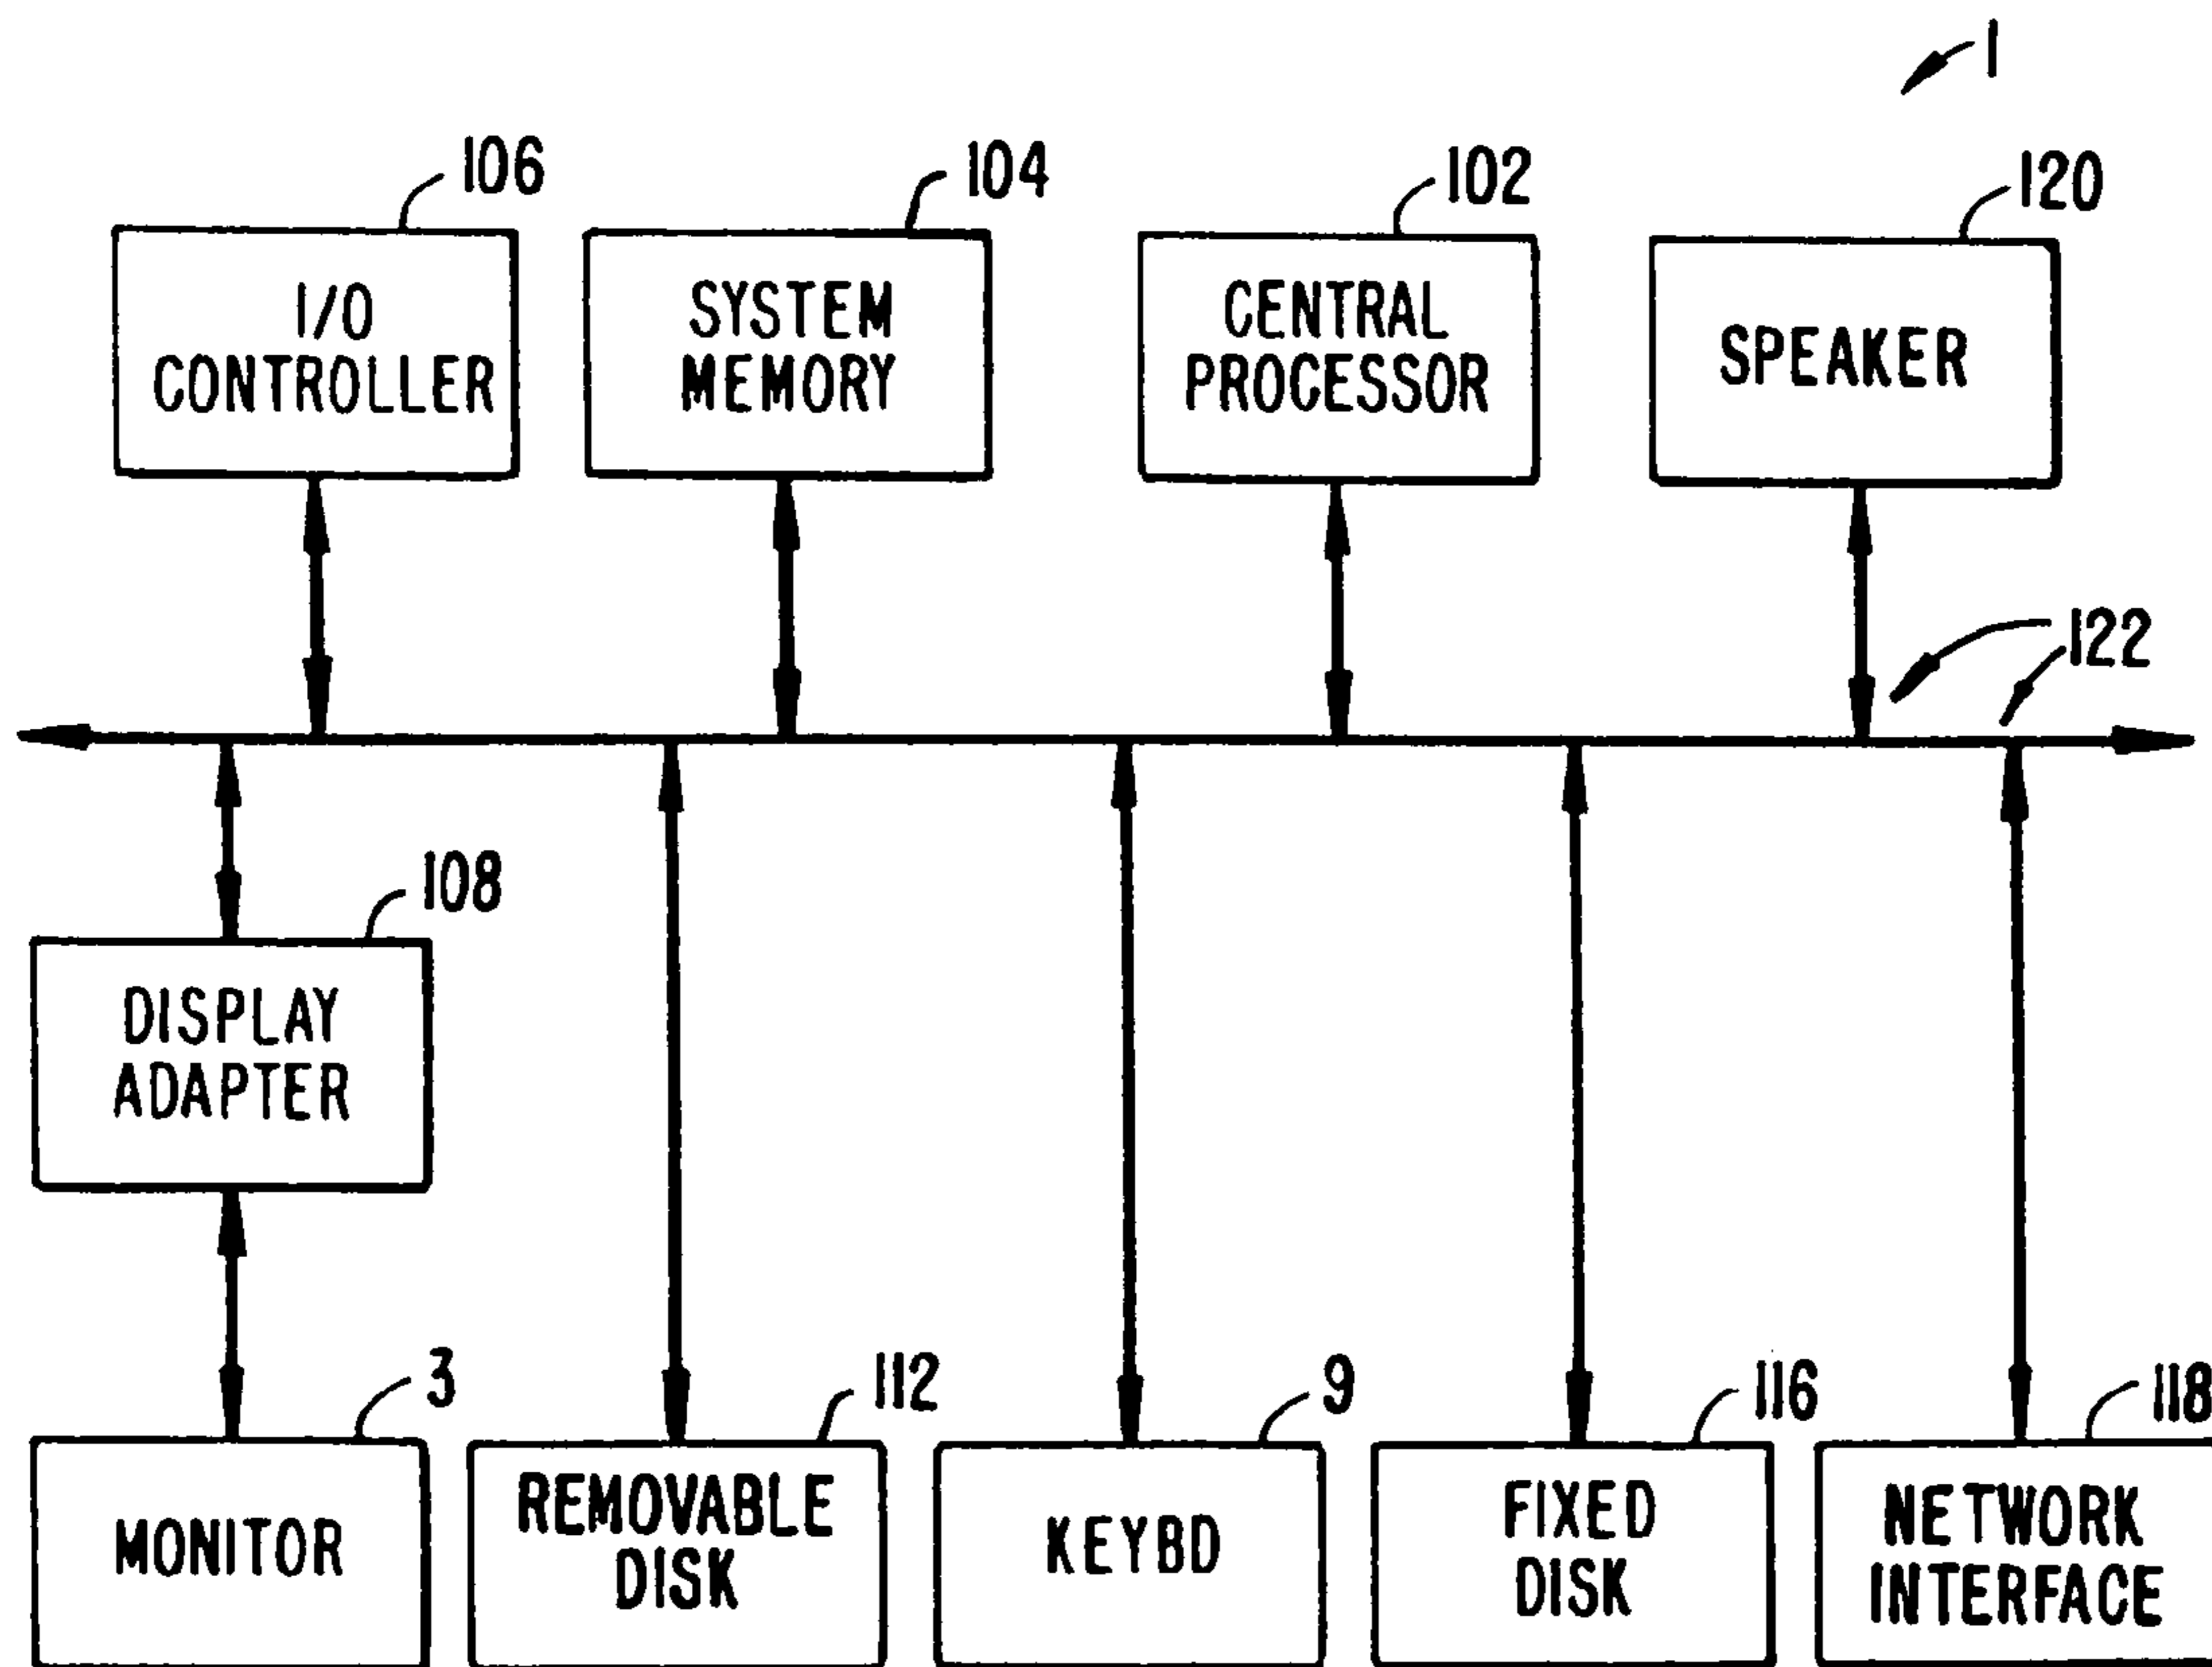 1
106
104
102
120
I/O
CONTROLLER
SYSTEM
MEMORY
CENTRAL
PROCESSOR
SPEAKER
122
108
DISPLAY
ADAPTER
3
112
9
116
118
MONITOR
REMOVABLE
DISK
KEYBD
FIXED
DISK
NETWORK
INTERFACE